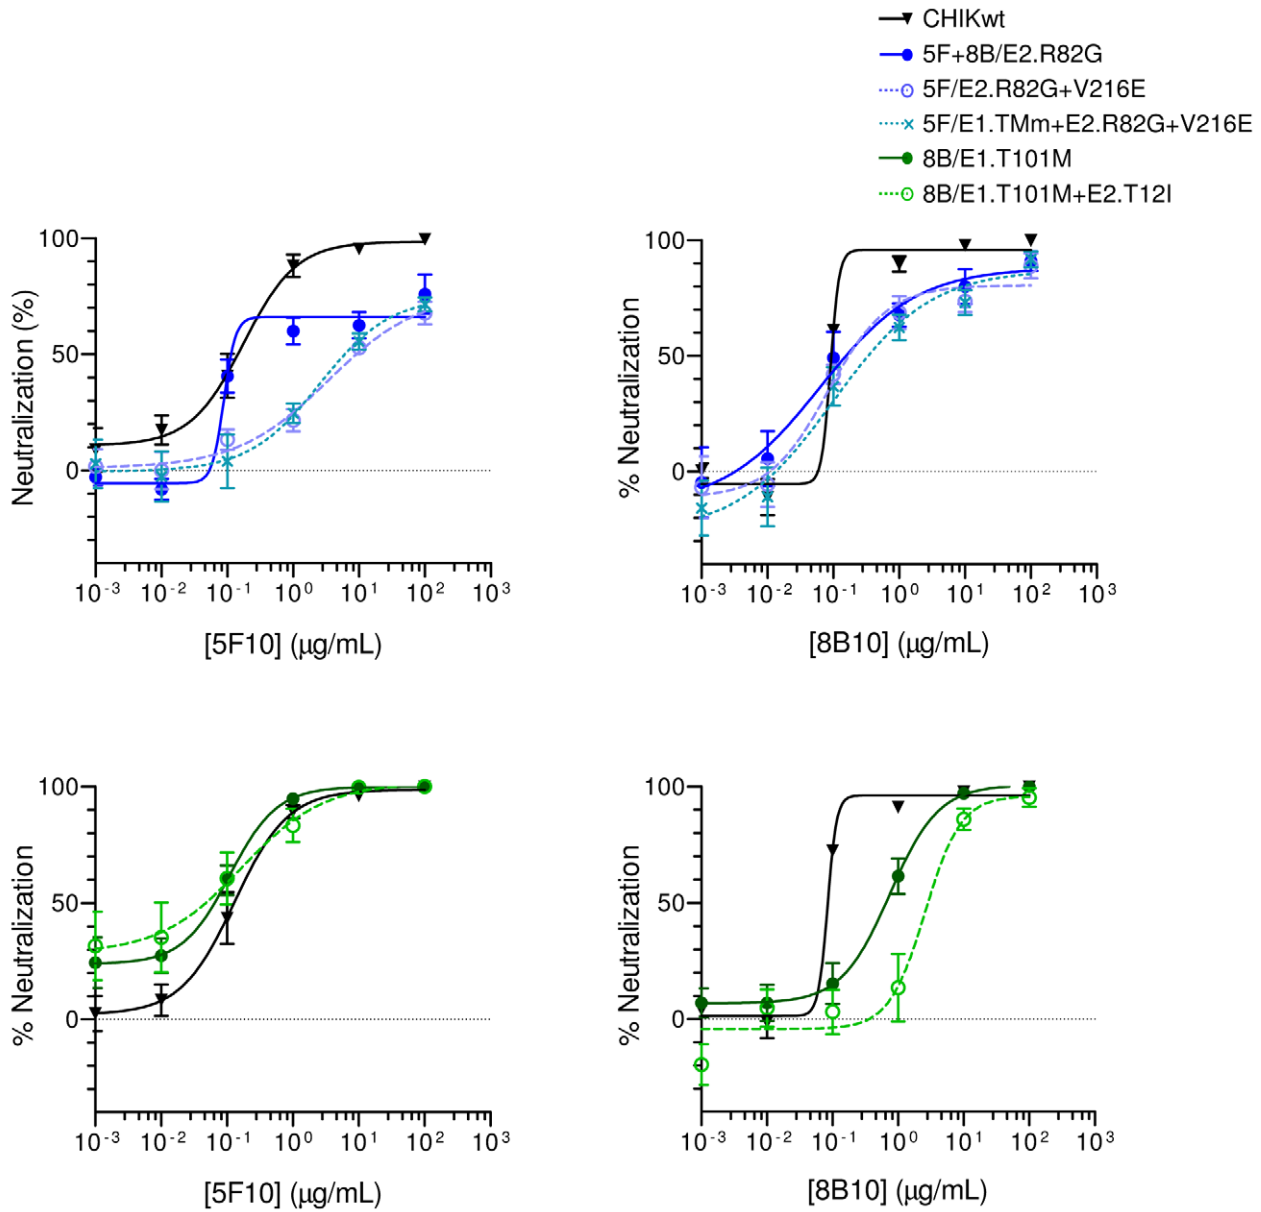 CHIKwt
5F+8B/E2.R82G
5F/E2.R82G+V216E
5F/E1.TMm+E2.R82G+V216E
8B/E1.T101M
8B/E1.T101M+E2.T12I
Neutralization (%)
100
50
0
10-3 10-2 10-1 100 101 102 103
[5F10] (μg/mL)
% Neutralization
100
50
0
10-3 10-2 10-1 100 101 102 103
[8B10] (μg/mL)
% Neutralization
100
50
0
10-3 10-2 10-1 100 101 102 103
[5F10] (μg/mL)
% Neutralization
100
50
0
10-3 10-2 10-1 100 101 102 103
[8B10] (μg/mL)